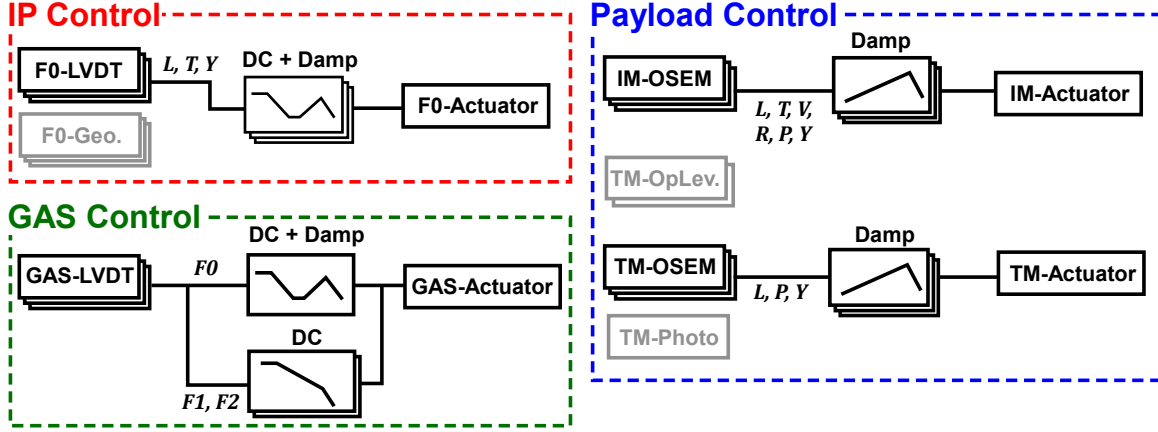 IP Control
F0-LVDT
L, T, Y
DC + Damp
F0-Actuator
F0-Geo.
GAS Control
GAS-LVDT
F0
DC + Damp
GAS-Actuator
DC
F1, F2
Payload Control
IM-OSEM
L, T, V,
R, P, Y
Damp
IM-Actuator
TM-OpLev.
TM-OSEM
L, P, Y
Damp
TM-Actuator
TM-Photo